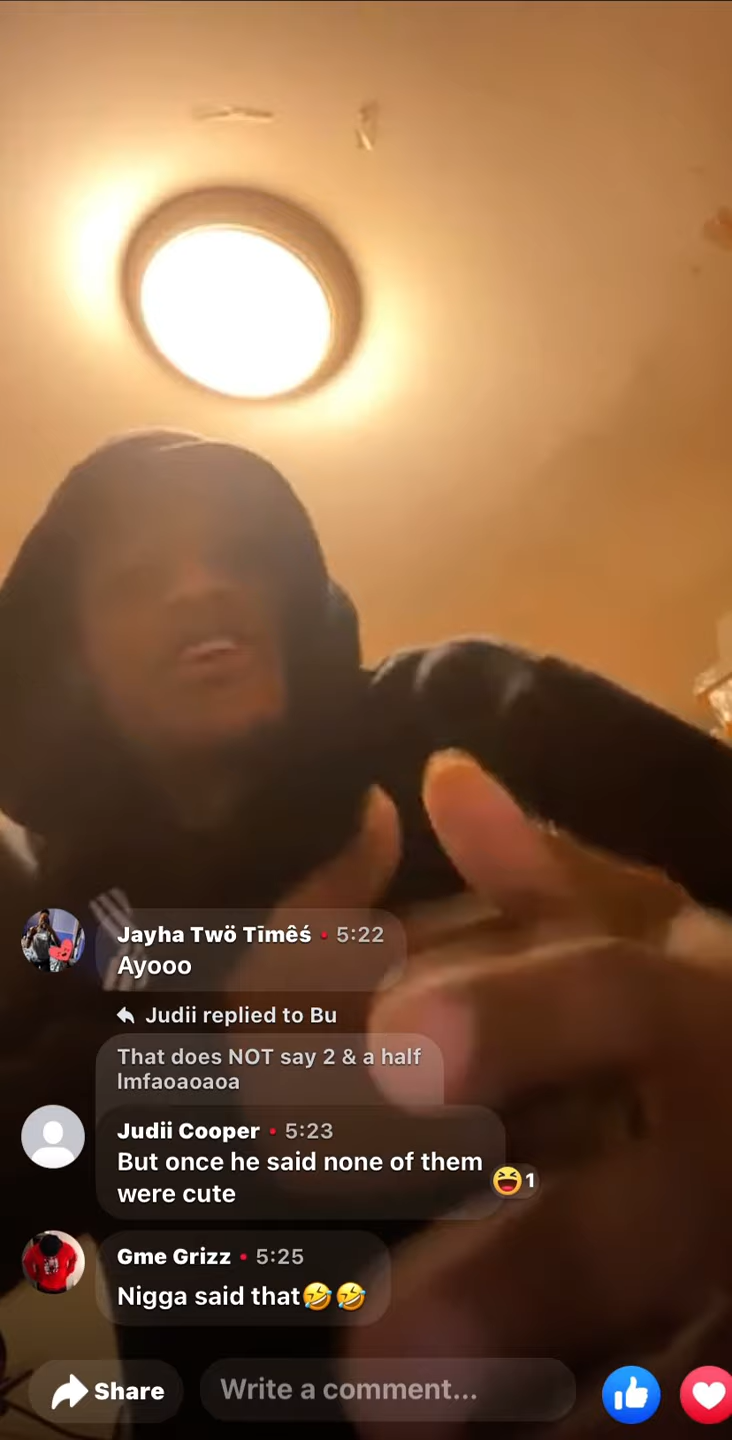 Jayha Twö Tīmêś • 5:22
Ayooo
Judii replied to Bu
That does NOT say 2 & a half
lmfaoaoaoa
Judii Cooper • 5:23
But once he said none of them
were cute
1
Gme Grizz • 5:25
Nigga said that🤣🤣
Share
Write a comment...